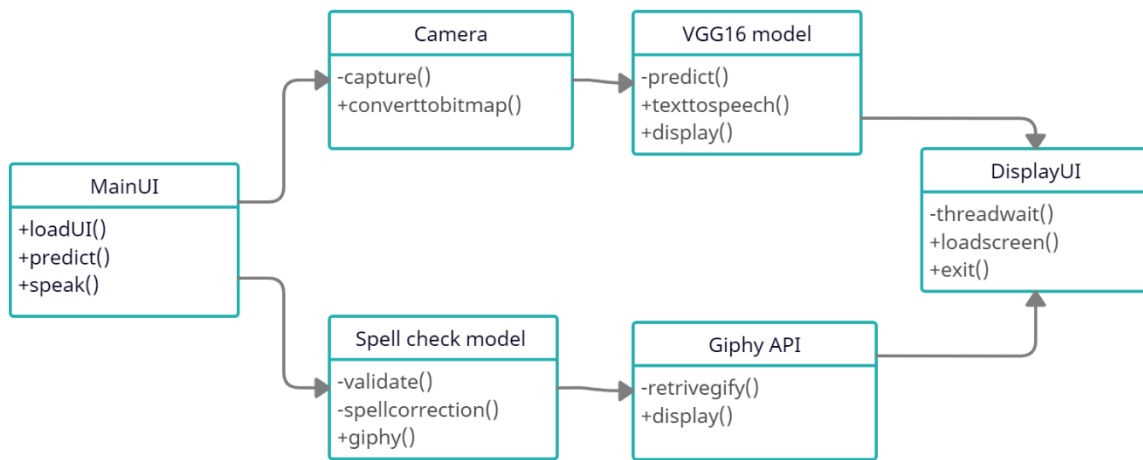 Camera
-capture()
+converttobitmap()
VGG16 model
-predict()
+texttospeech()
+display()
MainUI
+loadUI()
+predict()
+speak()
DisplayUI
-threadwait()
+loadscreen()
+exit()
Spell check model
-validate()
-spellcorrection()
+giphy()
Giphy API
-retrivegify()
+display()